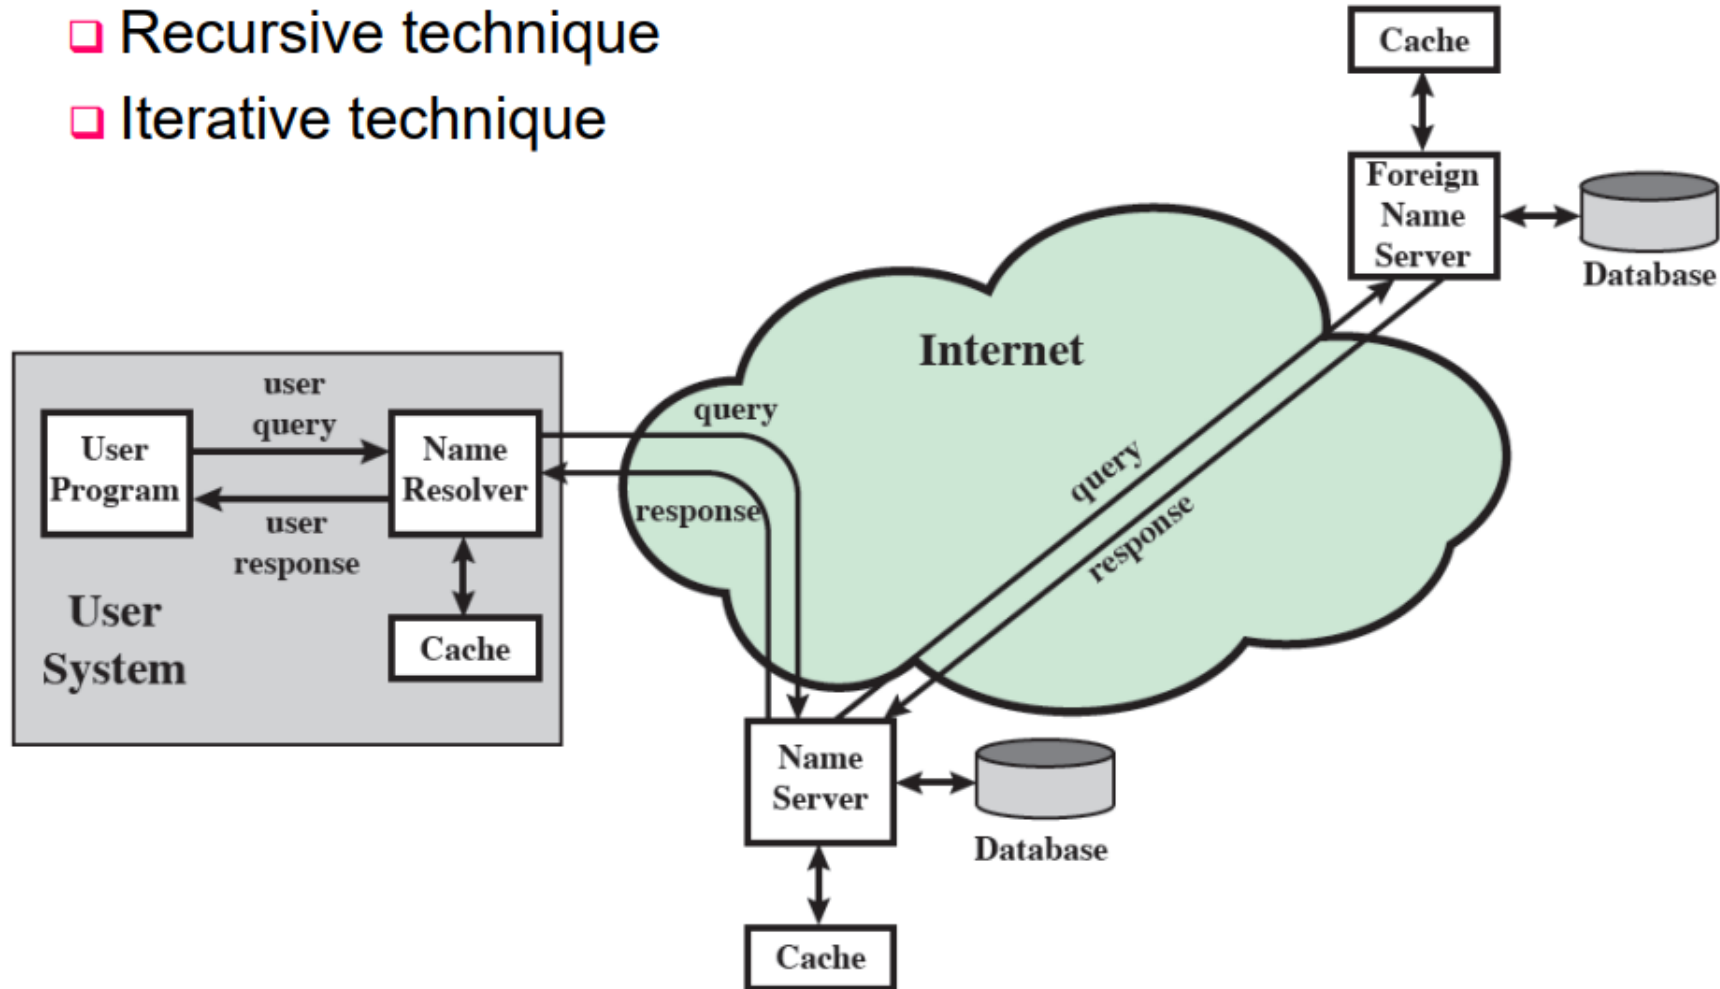 Recursive technique
Iterative technique
Cache
Foreign
Name
Server
Database
Internet
user
query
User
Program
Name
Resolver
user
response
User
System
Cache
query
response
query
response
Name
Server
Database
Cache